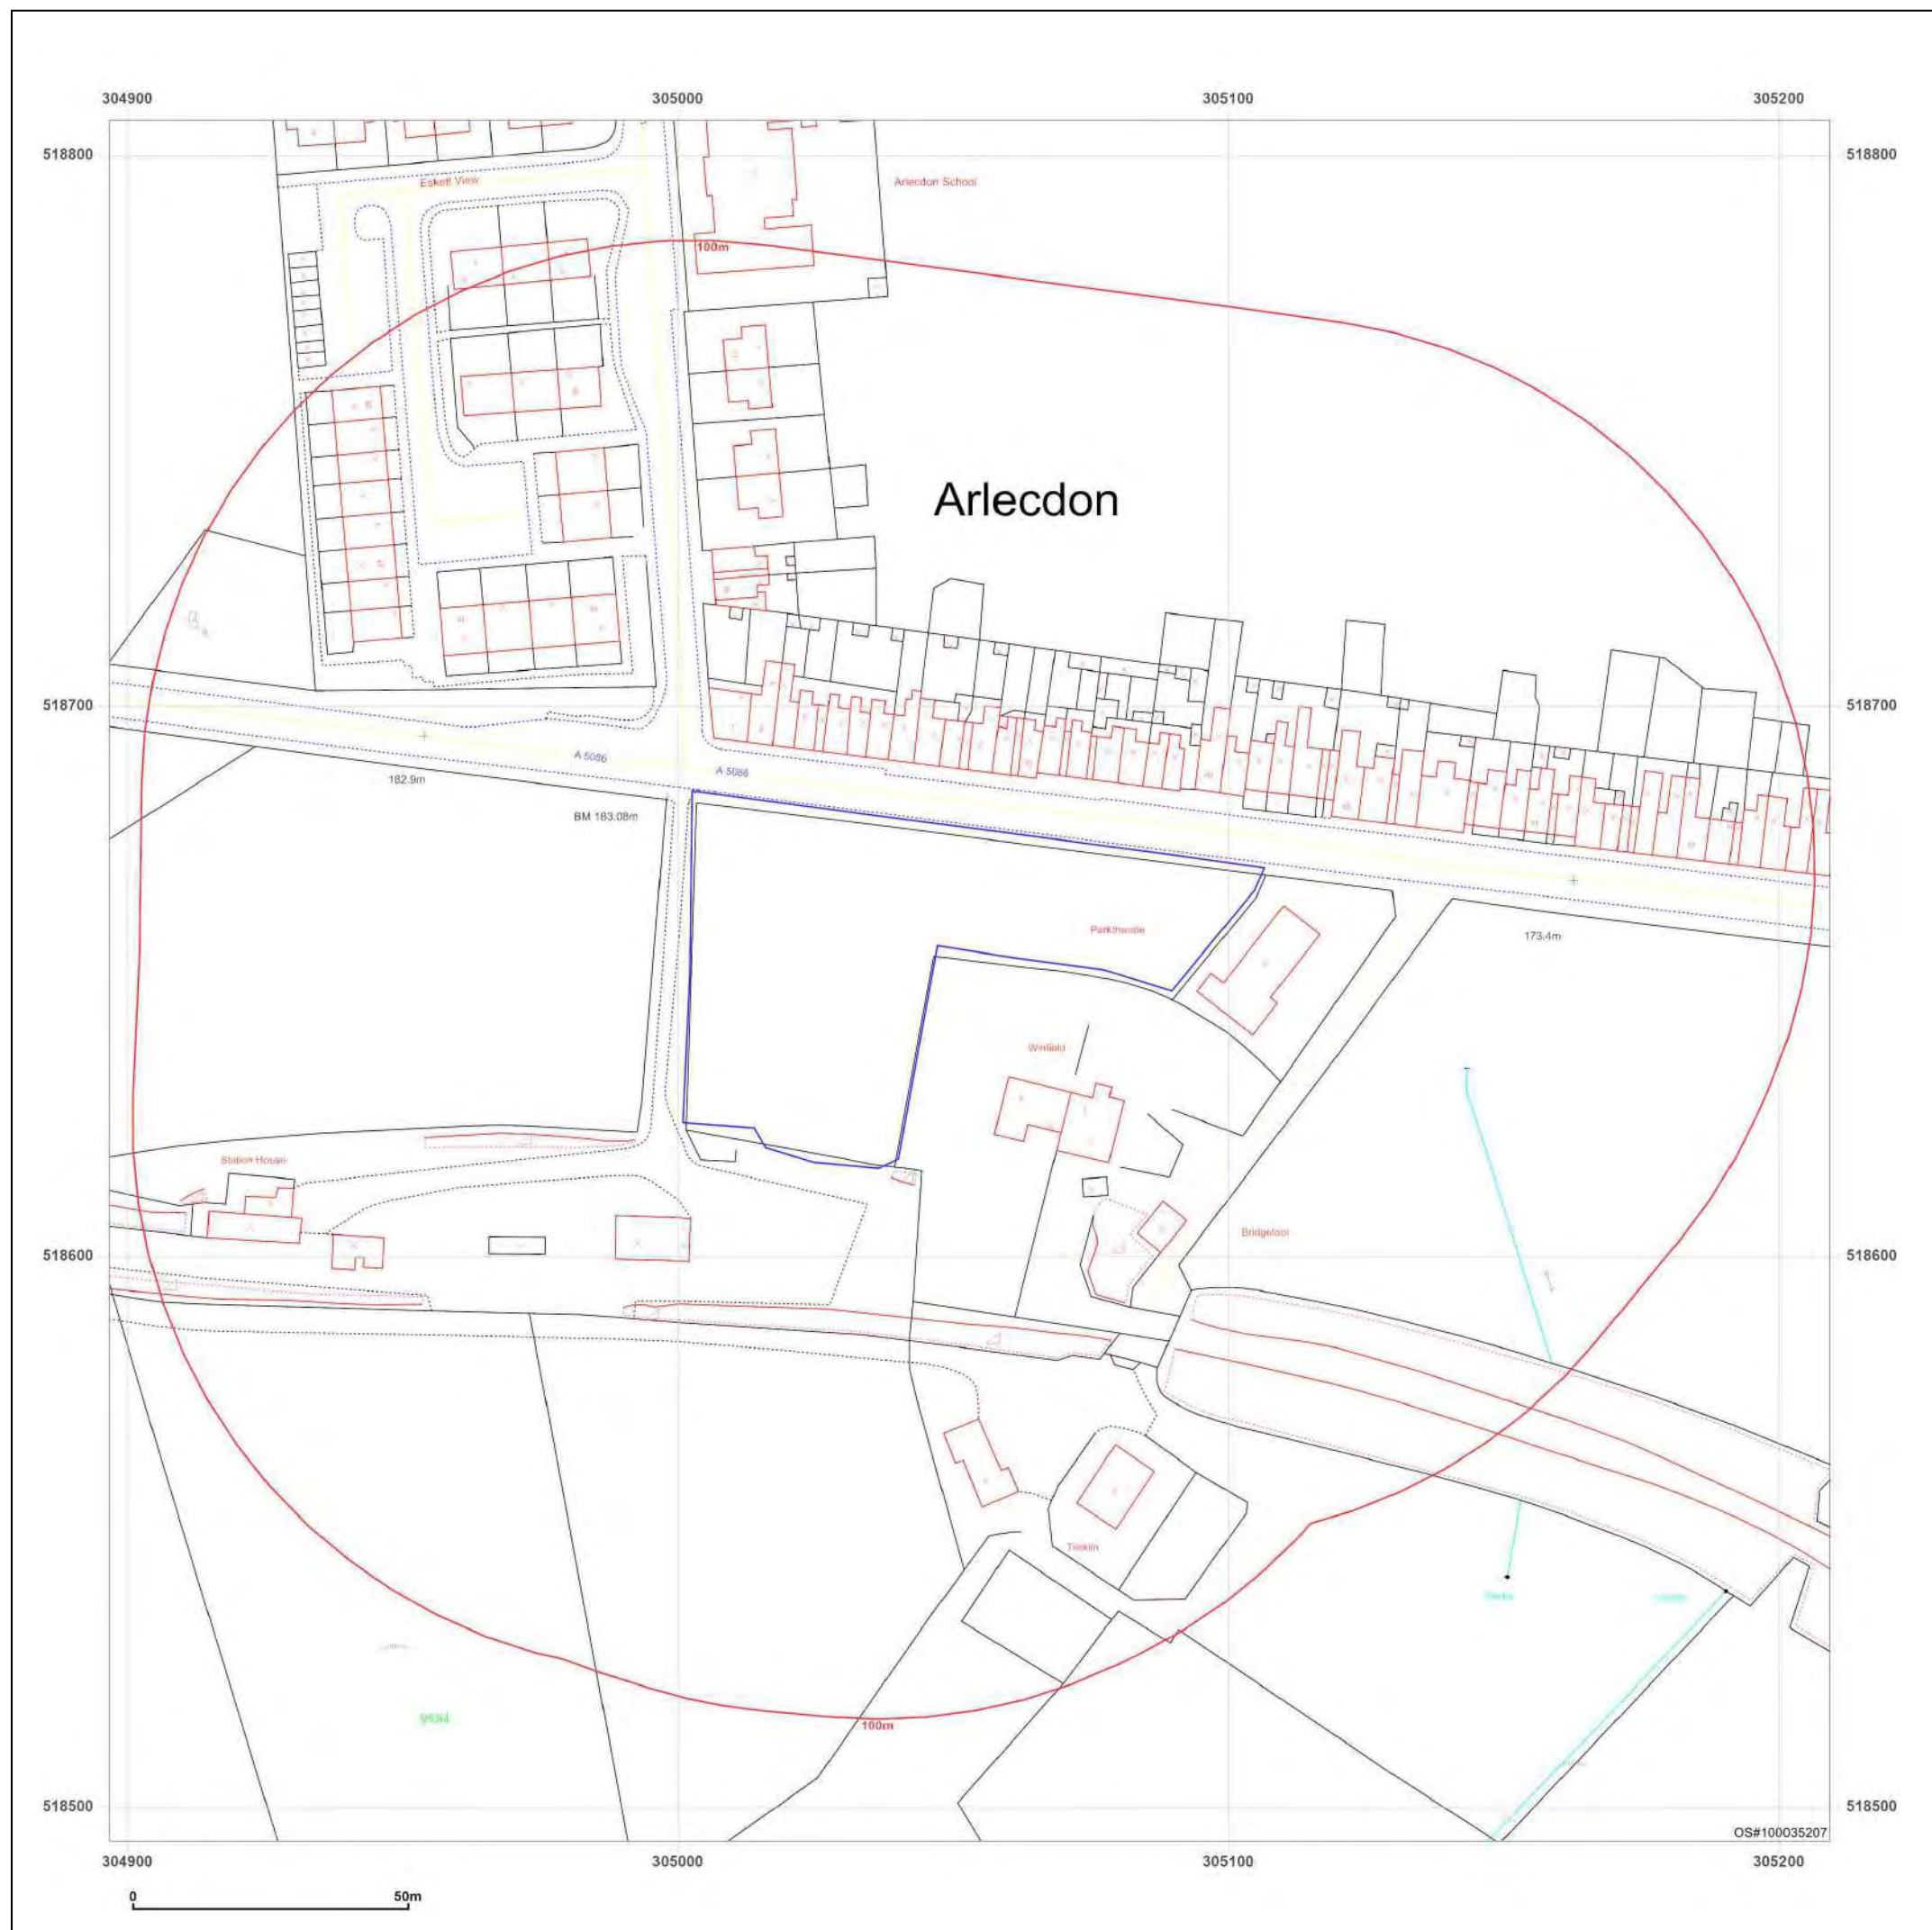 304900 305000 305100 305200
518800 518800
Eskett View
Arlecdon School
100m
Arlecdon
518700 518700
A 5086
A 5086
182.9m
BM 183.08m
Parkthwaite
173.4m
Winfield
Station House
Bridgefoot
518600 518600
Tilekiln
100m
518500 518500
OS#100035207
304900 305000 305100 305200
0 50m